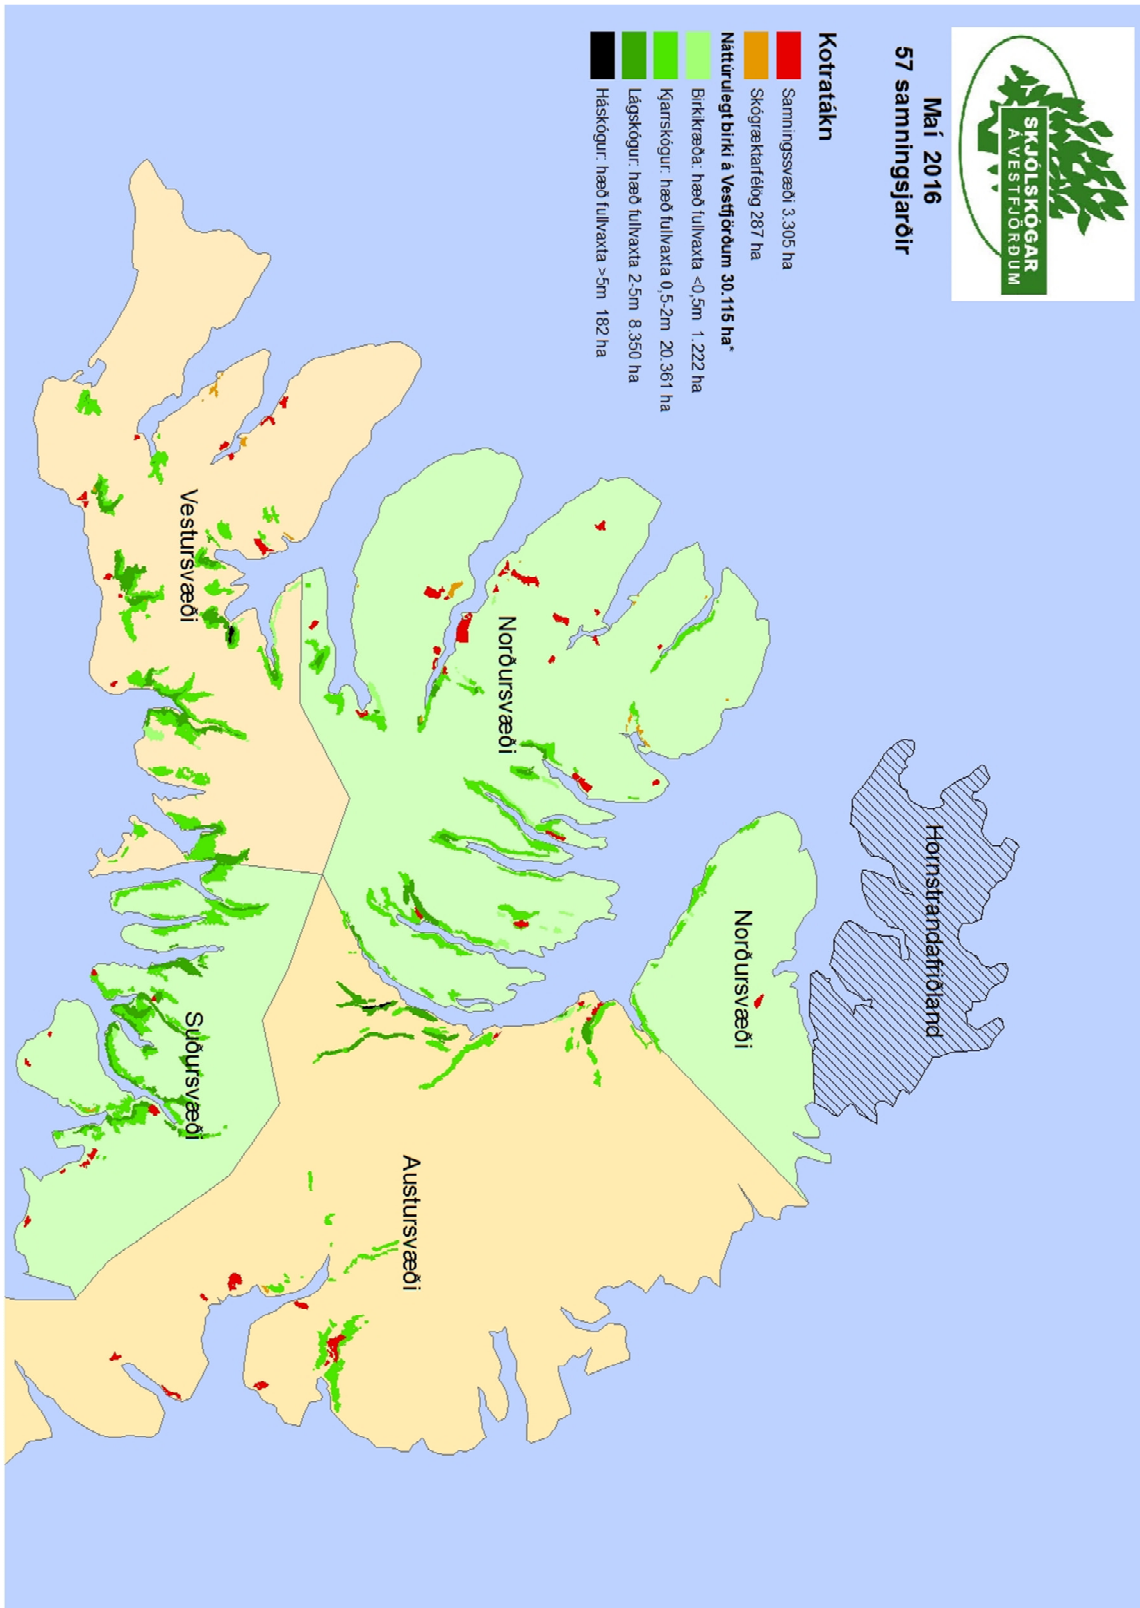 SKJÓLSKÓGAR
Á VESTFJÖRÐUM
Maí 2016
57 samningsjarðir
Kotratákn
Samningssvæði 3.305 ha
Skógræktarfélög 287 ha
Náttúrulegt birki á Vestfjörðum 30.115 ha*
Birkikræða: hæð fullvaxta <0,5m 1.222 ha
Kjarrskógur: hæð fullvaxta 0,5-2m 20.361 ha
Lágskógur: hæð fullvaxta 2-5m 8.350 ha
Háskógur: hæð fullvaxta >5m 182 ha
Hornstrandafriðland
Norðursvæði
Norðursvæði
Austursvæði
Vestursvæði
Suðursvæði